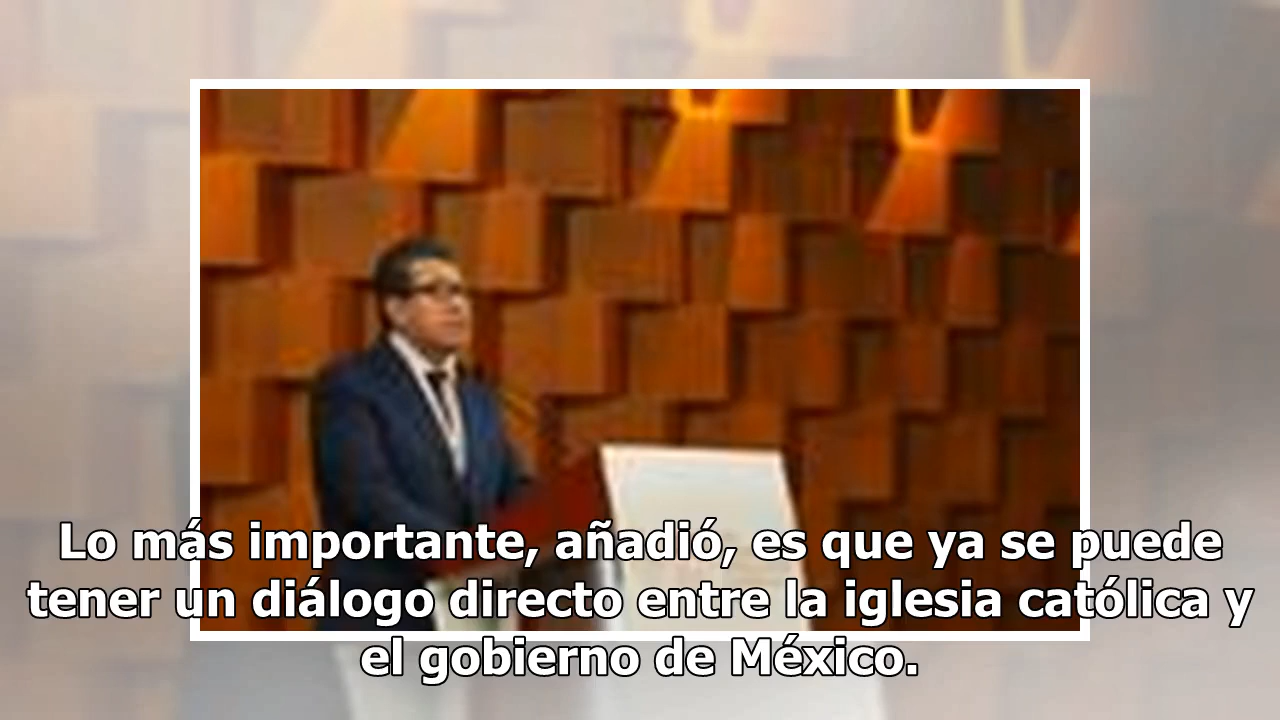 Lo más importante, añadió, es que ya se puede
tener un diálogo directo entre la iglesia católica y
el gobierno de México.